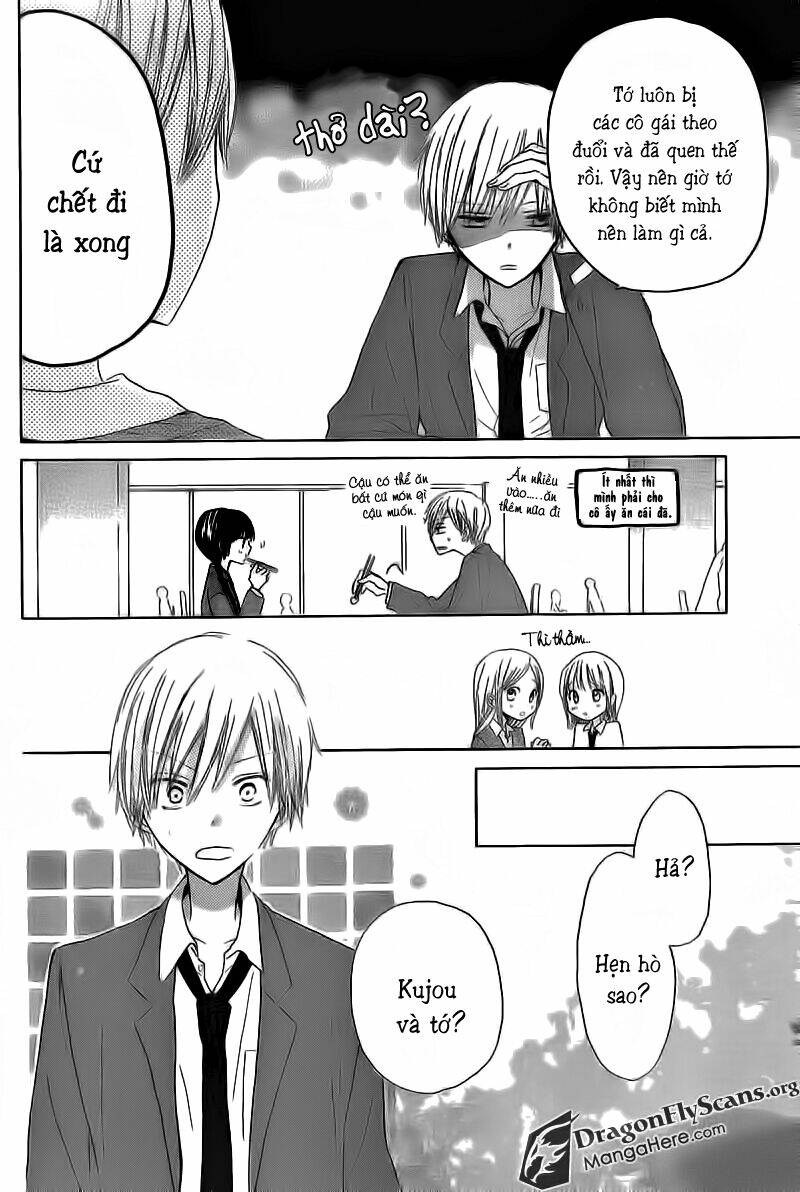 Tớ luôn bị
các cô gái theo
đuổi và đã quen thế
rồi. Vậy nên giờ tớ
không biết mình
nên làm gì cả.
thở dài?
Cứ
chết đi
là xong
Ít nhất thì
mình phải cho
cô ấy ăn cái đã.
Ăn nhiều
vào.....ăn
thêm nữa đi
Cậu có thể ăn
bất cứ món gì
cậu muốn.
Thì thầm...
Hả?
Hẹn hò
sao?
Kujou
và tớ?
DragonFlyScans.org
MangaHere.com